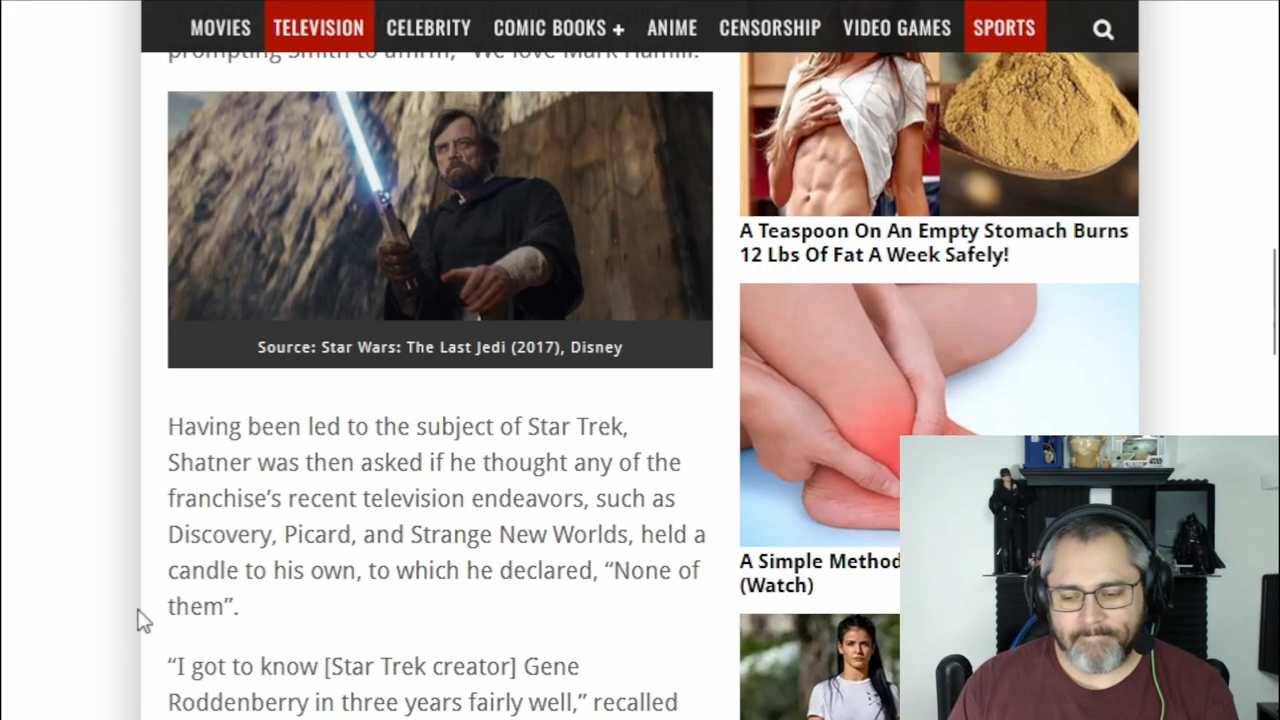 MOVIES TELEVISION CELEBRITY COMIC BOOKS + ANIME CENSORSHIP VIDEO GAMES SPORTS
prompting Smith to affirm, “We love Mark Hamill.”
Source: Star Wars: The Last Jedi (2017), Disney
Having been led to the subject of Star Trek,
Shatner was then asked if he thought any of the
franchise’s recent television endeavors, such as
Discovery, Picard, and Strange New Worlds, held a
candle to his own, to which he declared, “None of
them”.
“I got to know [Star Trek creator] Gene
Roddenberry in three years fairly well,” recalled
A Teaspoon On An Empty Stomach Burns
12 Lbs Of Fat A Week Safely!
A Simple Method
(Watch)